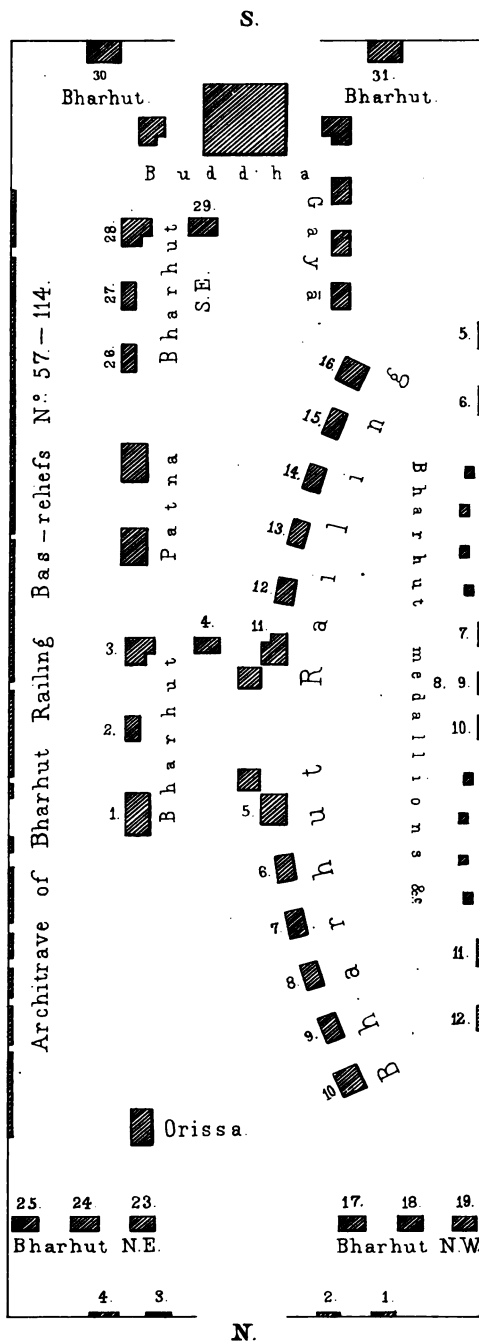 S.
30
31.
Bharhut.
Bharhut.
Buddha
Gayā
29.
28.
27.
26.
Bharhut
S.E.
Architrave of Bharhut Railing Bas-reliefs No. 57.-114.
Patna
16.
15.
14.
13.
12.
11.
4.
3.
2.
1.
Bharhut
5.
6.
7.
8.
9.
10
Bharhut Railing
5.
6.
7.
8, 9.
10.
11.
12.
Bharhut medallions &c.
Orissa.
25.
24.
23.
17.
18.
19.
Bharhut N.E.
Bharhut N.W.
4.
3.
2.
1.
N.